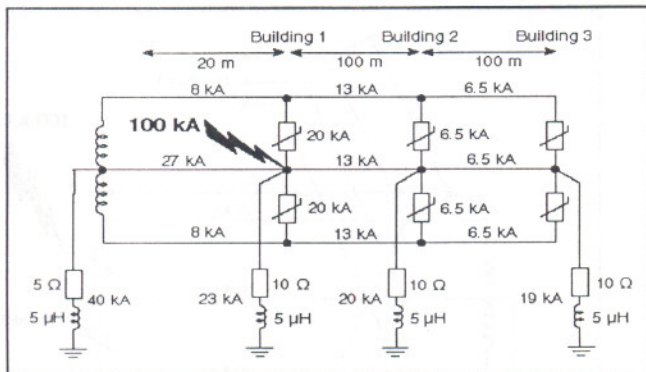 Building 1 Building 2 Building 3
20 m 100 m 100 m
8 kA 13 kA 6.5 kA
100 kA
20 kA 6.5 kA
27 kA 13 kA 6.5 kA
20 kA 6.5 kA
8 kA 13 kA 6.5 kA
5 Ω 10 Ω 10 Ω 10 Ω
40 kA 23 kA 20 kA 19 kA
5 µH 5 µH 5 µH 5 µH